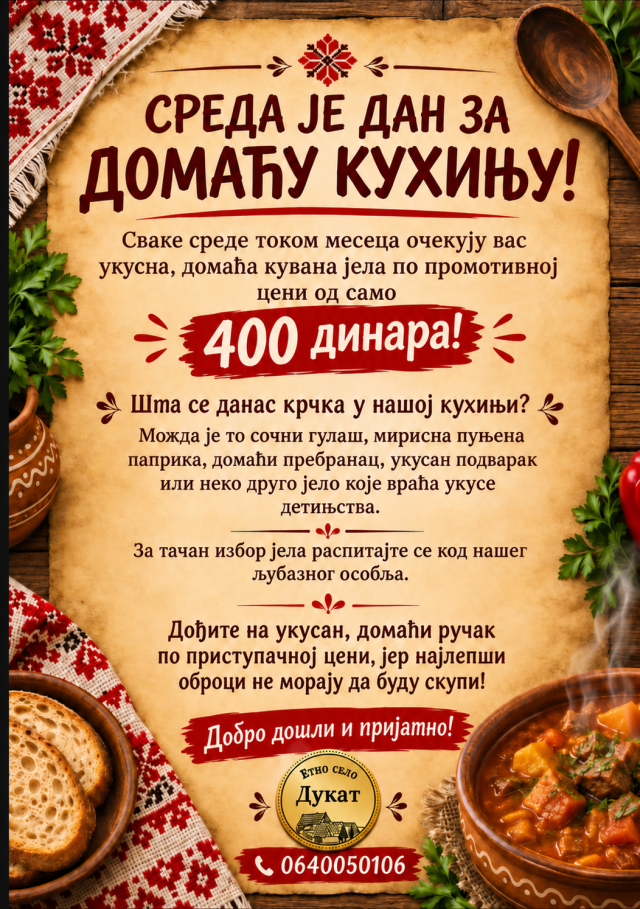 СРЕДА ЈЕ ДАН ЗА
ДОМАЋУ КУХИЊУ!
Сваке среде током месеца очекују вас
укусна, домаћа кувана јела по промотивној
цени од само
400 динара!
Шта се данас крчка у нашој кухињи?
Можда је то сочни гулаш, мирисна пуњена
паприка, домаћи пребранац, укусан подварак
или неко друго јело које враћа укусе
детињства.
За тачан избор јела распитајте се код нашег
љубазног особља.
Дођите на укусан, домаћи ручак
по приступачној цени, јер најлепши
оброци не морају да буду скупи!
Добро дошли и пријатно!
Етно село
Дукат
0640050106